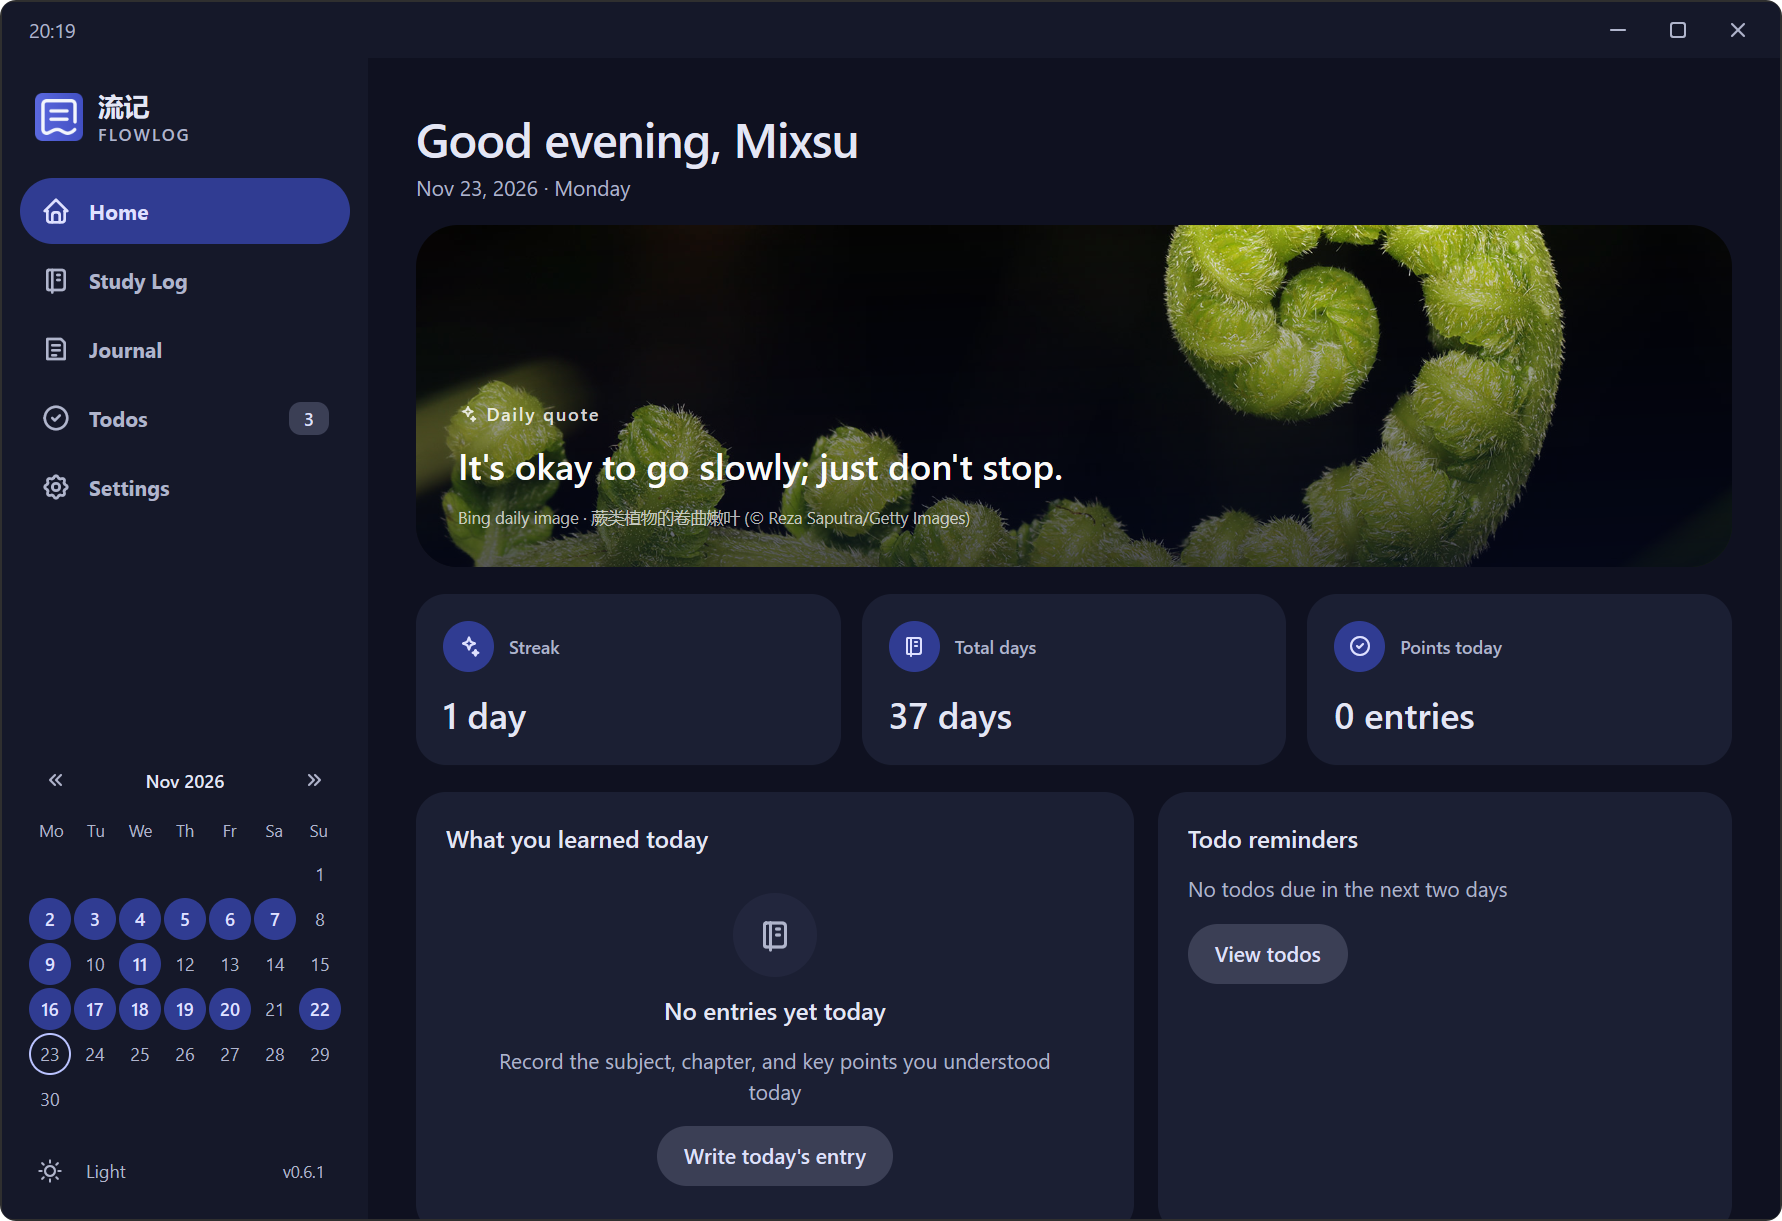 20:19
流记
FLOWLOG
Home
Study Log
Journal
Todos 3
Settings
Nov 2026
Mo Tu We Th Fr Sa Su
1
2 3 4 5 6 7 8
9 10 11 12 13 14 15
16 17 18 19 20 21 22
23 24 25 26 27 28 29
30
Light v0.6.1
Good evening, Mixsu
Nov 23, 2026 · Monday
Daily quote
It's okay to go slowly; just don't stop.
Bing daily image · 蕨类植物的卷曲嫩叶 (© Reza Saputra/Getty Images)
Streak
1 day
Total days
37 days
Points today
0 entries
What you learned today
No entries yet today
Record the subject, chapter, and key points you understood
today
Write today's entry
Todo reminders
No todos due in the next two days
View todos